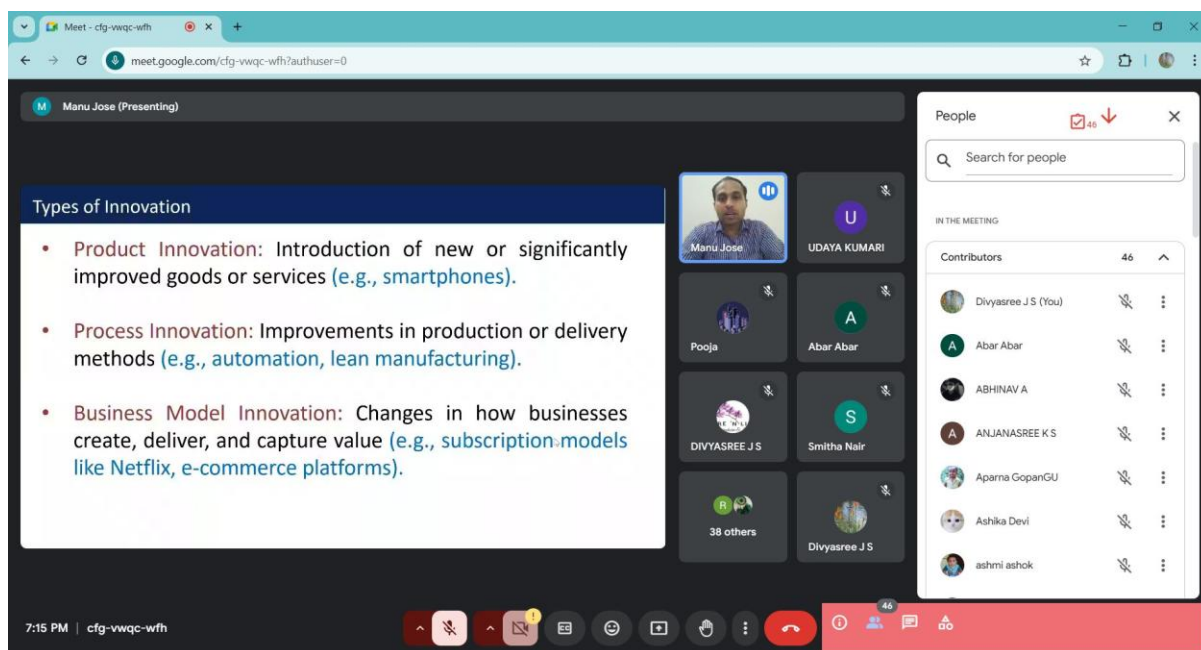 Meet - cfg-vwqc-wfh
meet.google.com/cfg-vwqc-wfh?authuser=0
M Manu Jose (Presenting)
Types of Innovation
• Product Innovation: Introduction of new or significantly
improved goods or services (e.g., smartphones).
• Process Innovation: Improvements in production or delivery
methods (e.g., automation, lean manufacturing).
• Business Model Innovation: Changes in how businesses
create, deliver, and capture value (e.g., subscription models
like Netflix, e-commerce platforms).
Manu Jose
U
UDAYA KUMARI
Pooja
A
Abar Abar
DIVYASREE J S
S
Smitha Nair
R
38 others
Divyasree J S
People
46
Search for people
IN THE MEETING
Contributors 46
Divyasree J S (You)
A Abar Abar
ABHINAV A
A ANJANASREE K S
Aparna GopanGU
Ashika Devi
ashmi ashok
7:15 PM | cfg-vwqc-wfh
CC
46